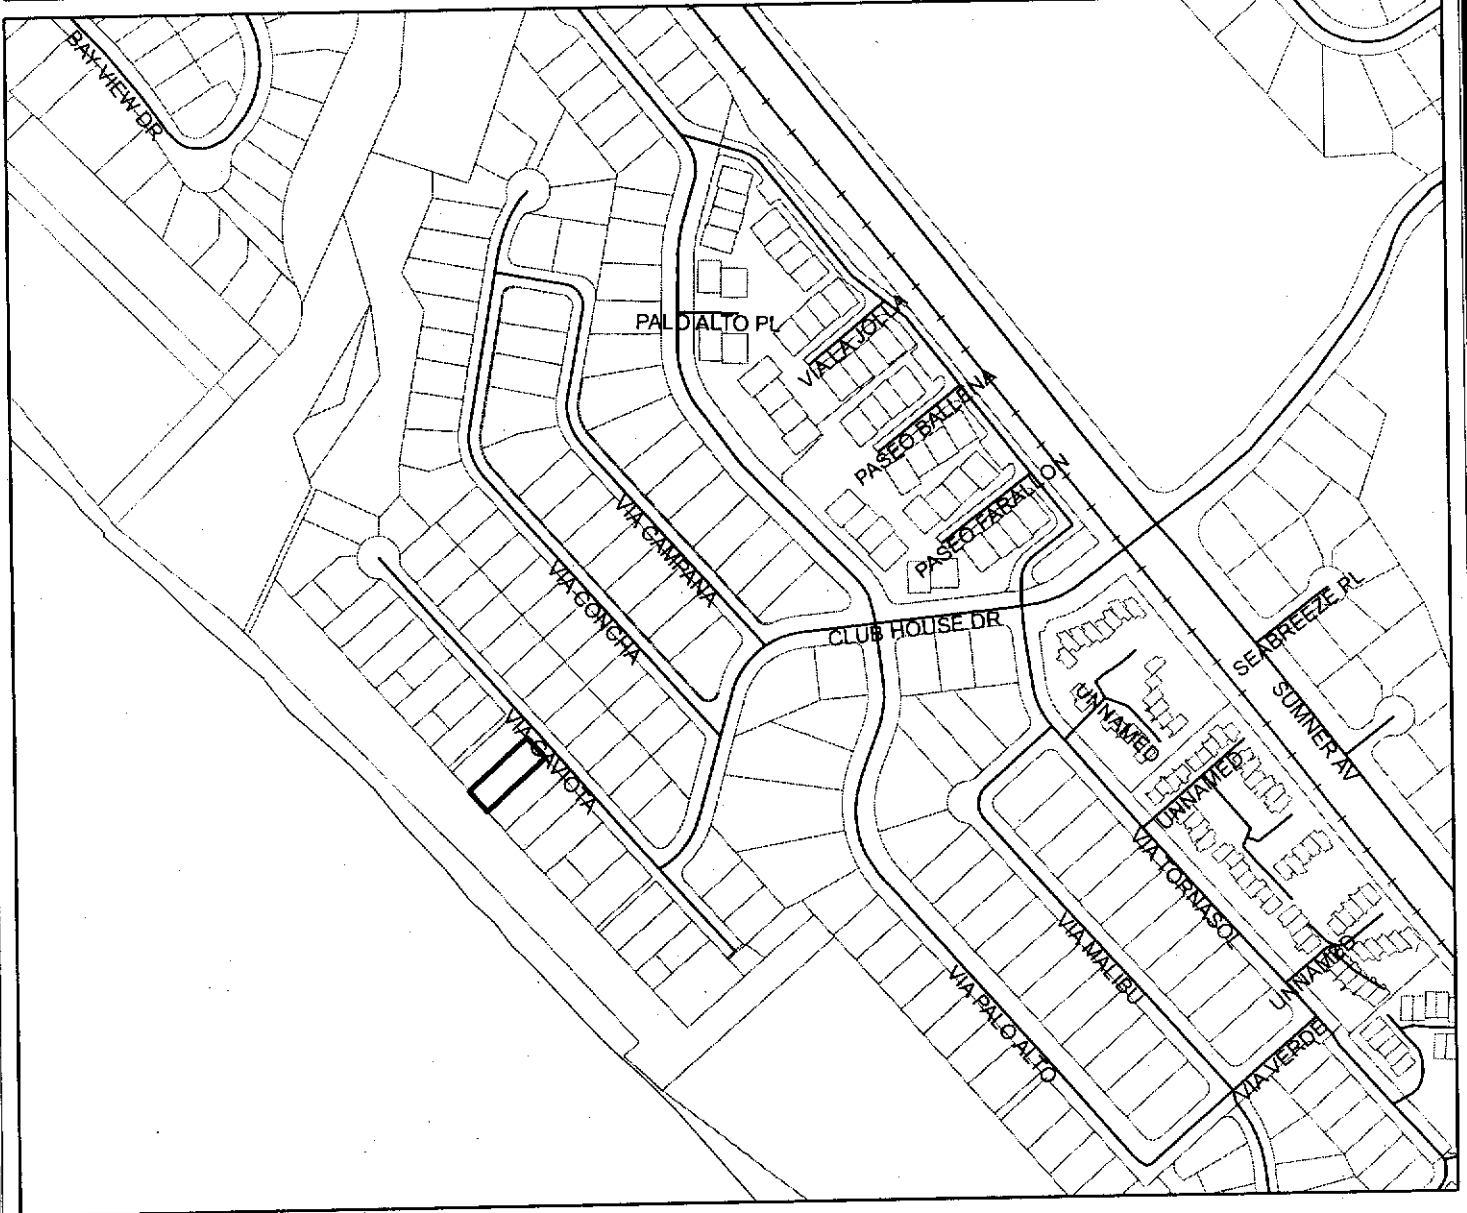 BAY VIEW DR
PALO ALTO PL
VIA LA JOLLA
PASEO BALLENA
PASEO FARALLON
VIA CAMPANA
VIA CONCHA
CLUB HOUSE DR
SEABREEZE PL
SUMNER AV
UNNAMED
UNNAMED
VIA GAVIOTA
VIA TORNASOL
VIA MALIBU
UNNAMED
VIA PALO ALTO
VIA VERDE